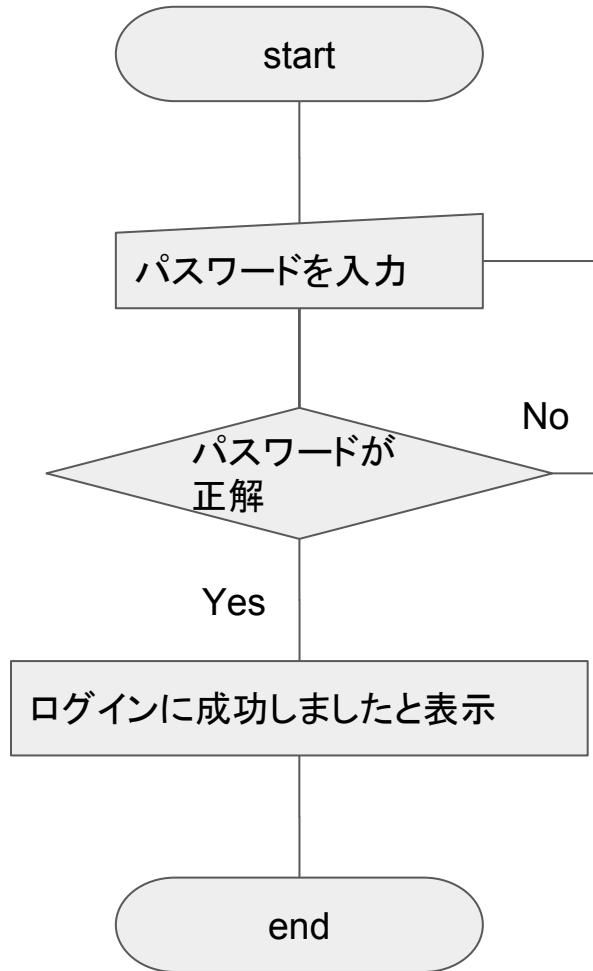 start
パスワードを入力
No
パスワードが
正解
Yes
ログインに成功しましたと表示
end